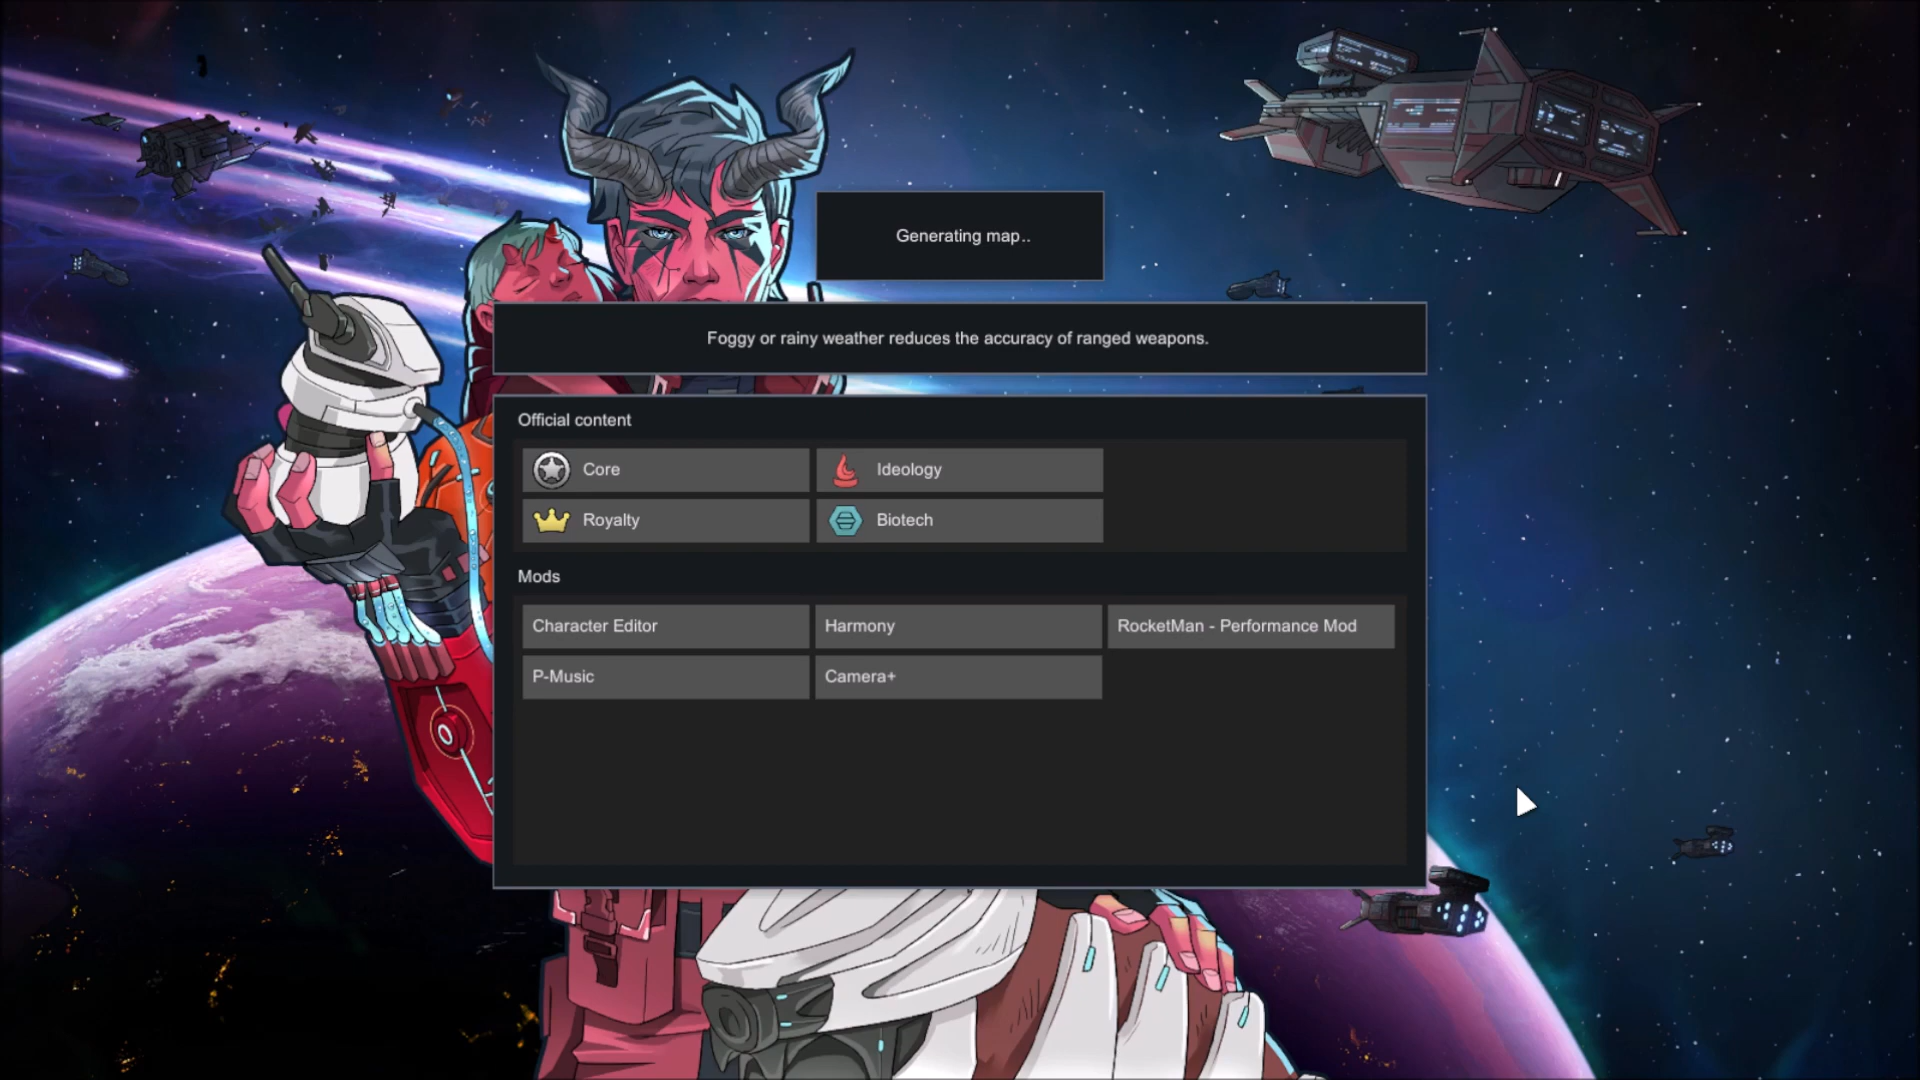 Generating map..
Foggy or rainy weather reduces the accuracy of ranged weapons.
Official content
Core
Ideology
Royalty
Biotech
Mods
Character Editor
Harmony
RocketMan - Performance Mod
P-Music
Camera+